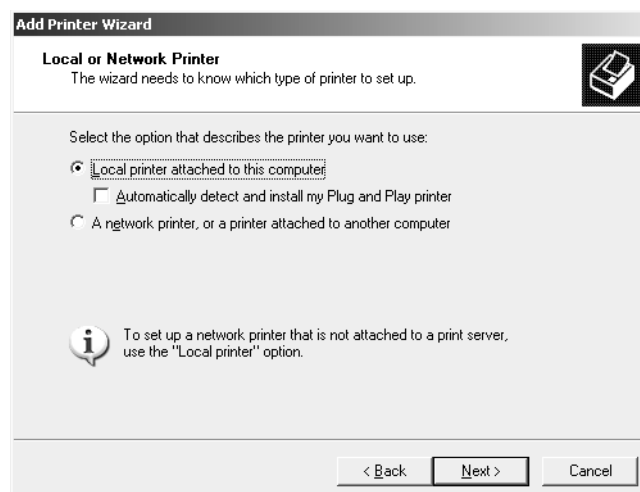 Add Printer Wizard
Local or Network Printer
The wizard needs to know which type of printer to set up.
Select the option that describes the printer you want to use:
Local printer attached to this computer
Automatically detect and install my Plug and Play printer
A network printer, or a printer attached to another computer
To set up a network printer that is not attached to a print server,
use the "Local printer" option.
< Back
Next >
Cancel